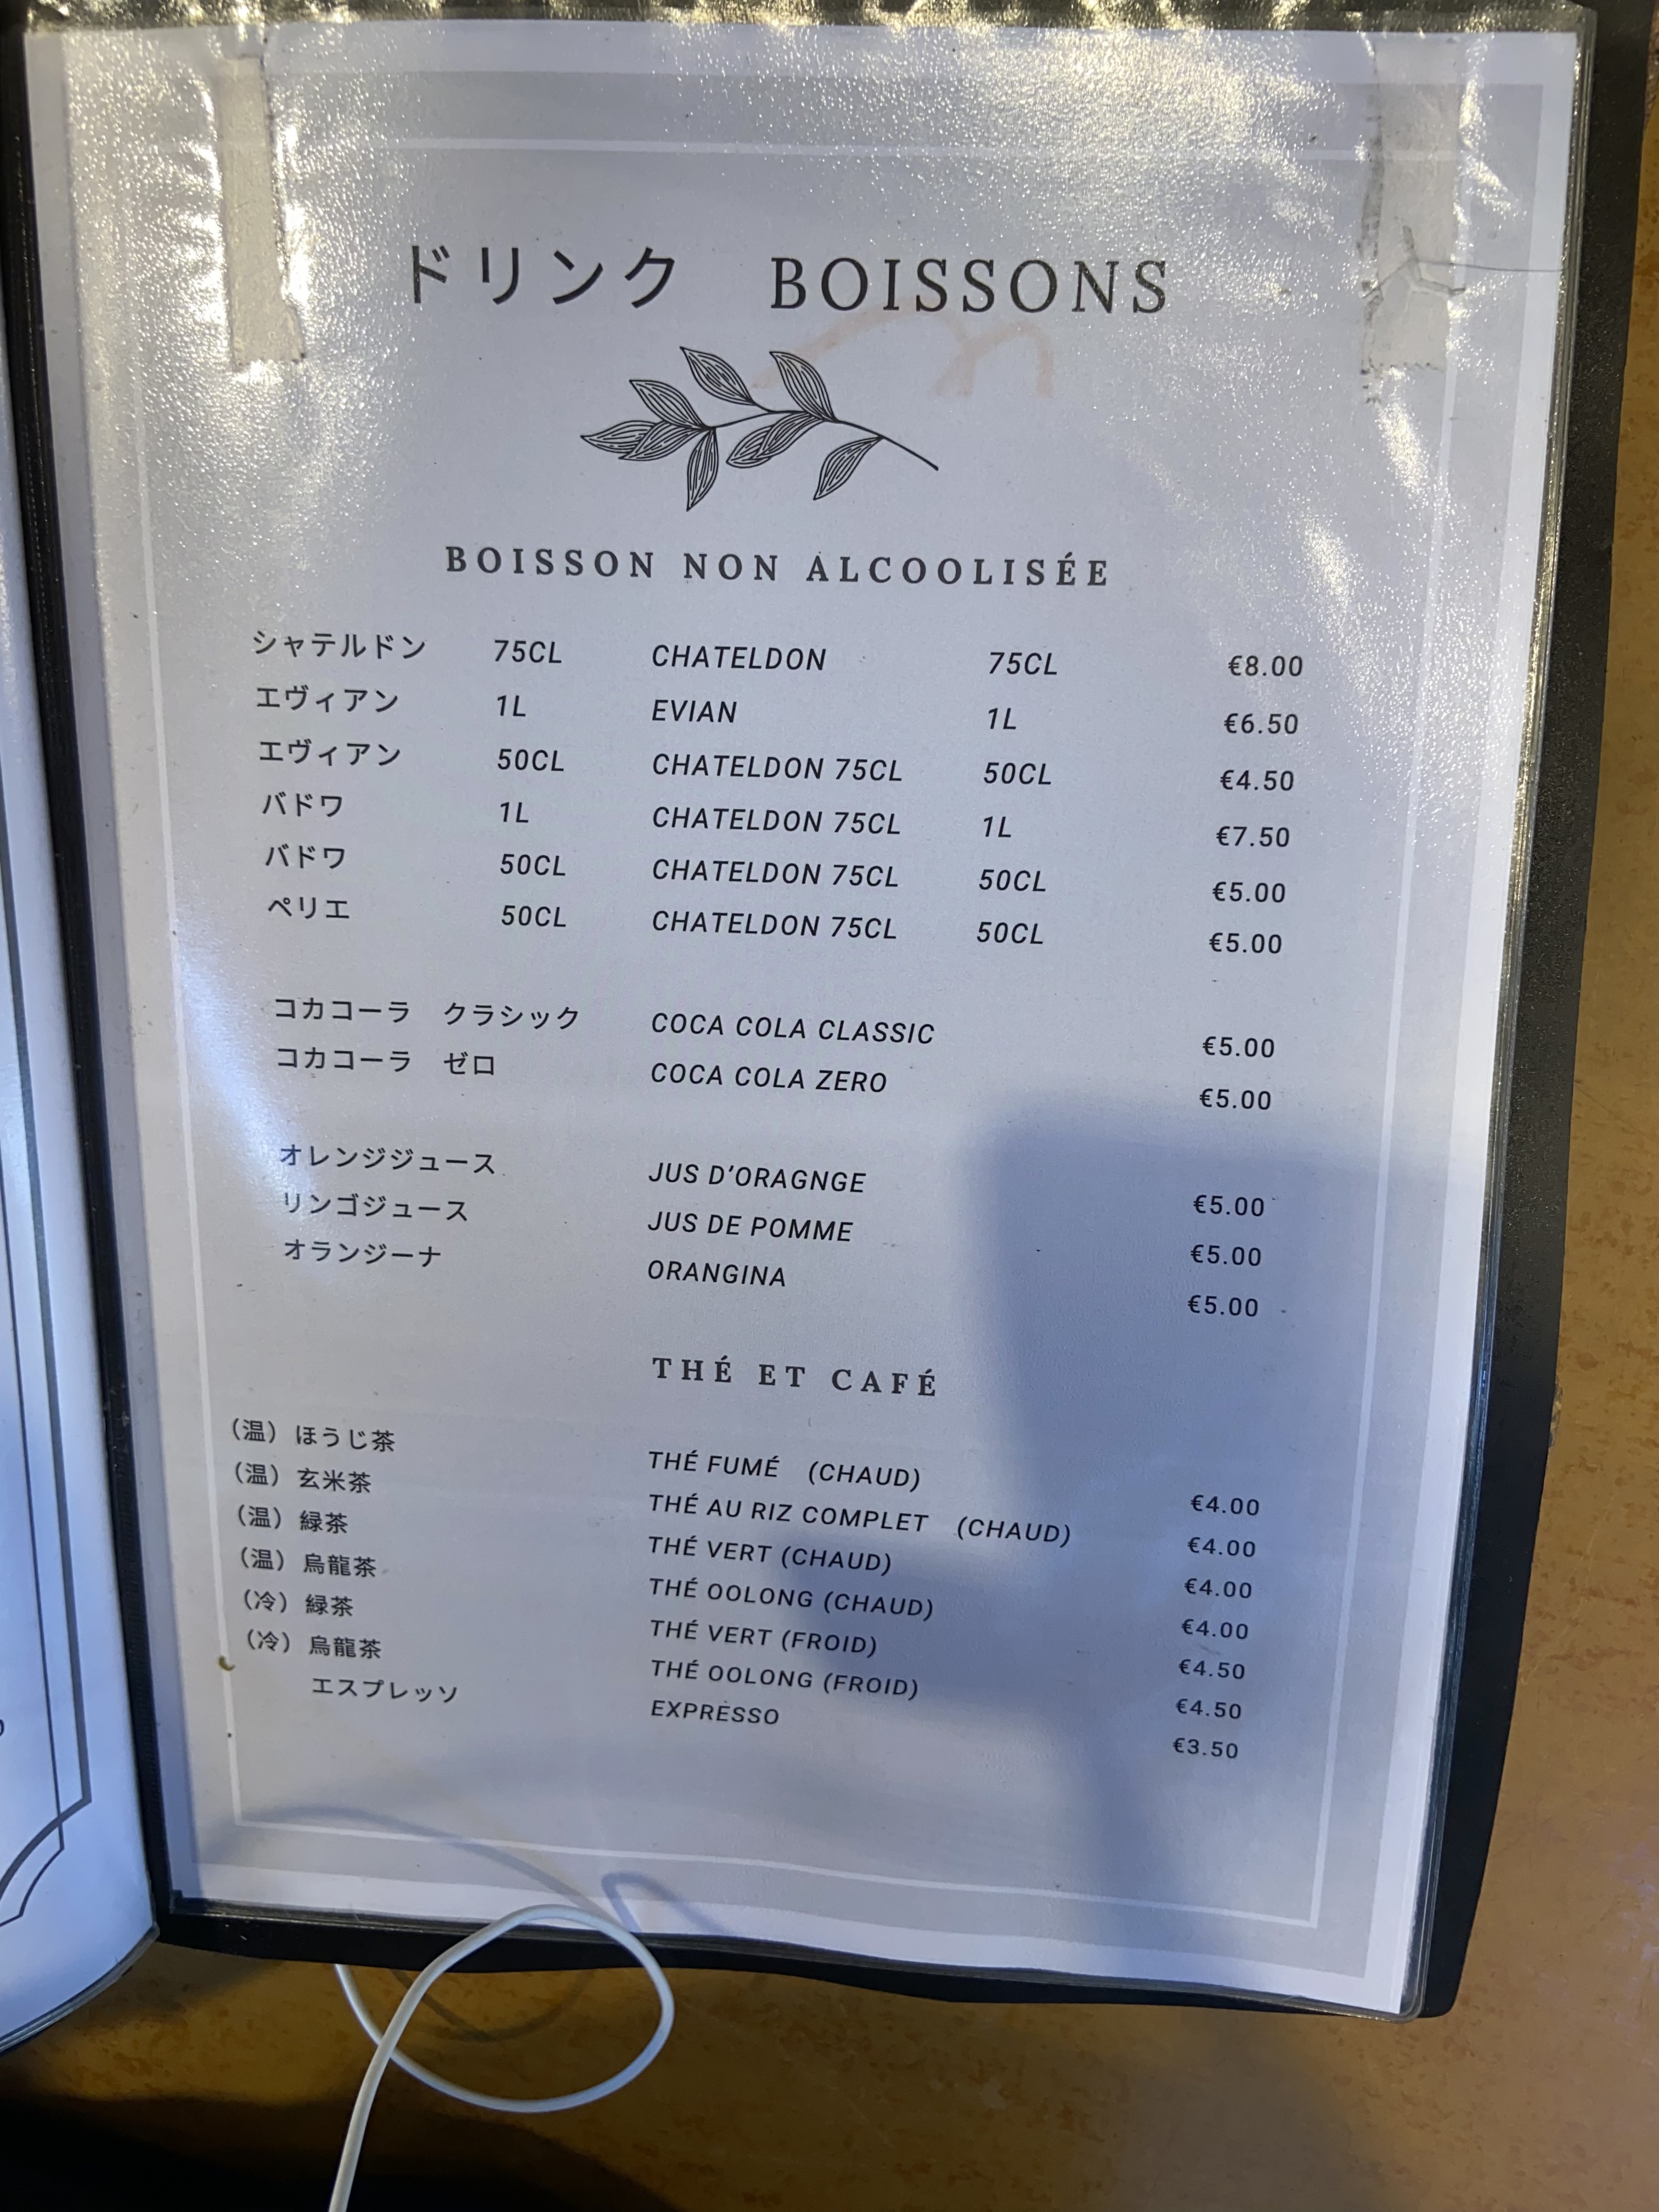 ドリンク BOISSONS
BOISSON NON ALCOOLISÉE
シャテルドン 75CL CHATELDON 75CL €8.00
エヴィアン 1L EVIAN 1L €6.50
エヴィアン 50CL CHATELDON 75CL 50CL €4.50
バドワ 1L CHATELDON 75CL 1L €7.50
バドワ 50CL CHATELDON 75CL 50CL €5.00
ペリエ 50CL CHATELDON 75CL 50CL €5.00
コカコーラ クラシック COCA COLA CLASSIC €5.00
コカコーラ ゼロ COCA COLA ZERO €5.00
オレンジジュース JUS D'ORAGNGE €5.00
リンゴジュース JUS DE POMME €5.00
オランジーナ ORANGINA €5.00
THÉ ET CAFÉ
（温）ほうじ茶 THÉ FUMÉ (CHAUD) €4.00
（温）玄米茶 THÉ AU RIZ COMPLET (CHAUD) €4.00
（温）緑茶 THÉ VERT (CHAUD) €4.00
（温）烏龍茶 THÉ OOLONG (CHAUD) €4.00
（冷）緑茶 THÉ VERT (FROID) €4.50
（冷）烏龍茶 THÉ OOLONG (FROID) €4.50
エスプレッソ EXPRESSO €3.50